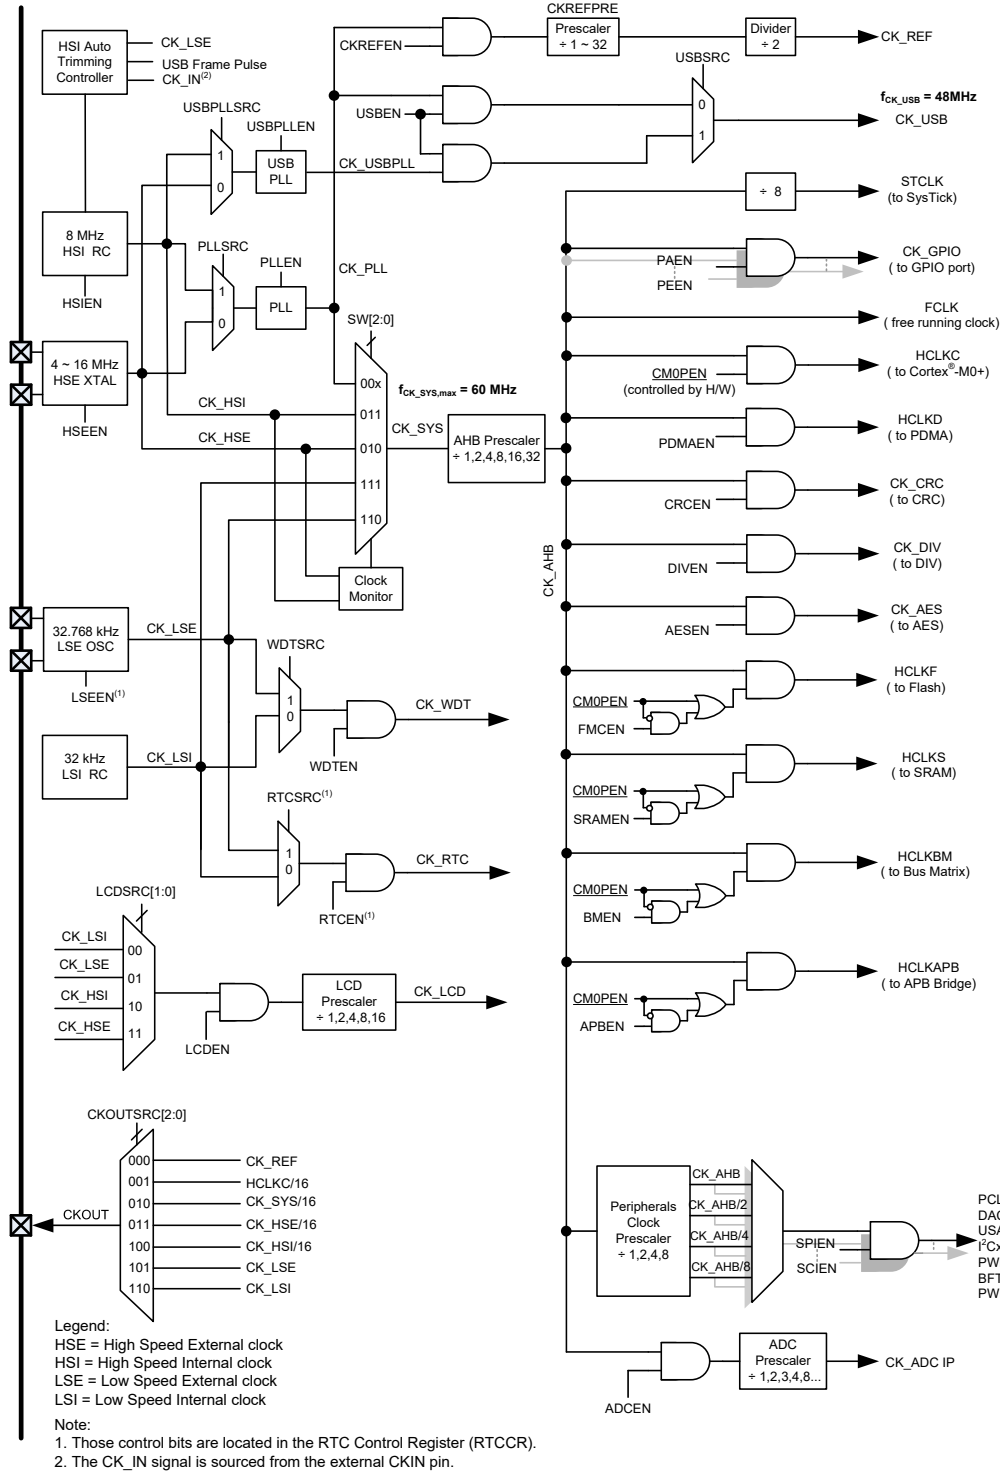 CKREFPRE
HSI Auto
Trimming
Controller
CK_LSE
USB Frame Pulse
CK_IN(2)
CKREFEN
Prescaler
÷ 1 ~ 32
Divider
÷ 2
CK_REF
USBSRC
USBPLLSRC
USBPLLEN
USBEN
0
1
fCK_USB = 48MHz
CK_USB
1
0
USB
PLL
CK_USBPLL
÷ 8
STCLK
(to SysTick)
8 MHz
HSI RC
HSIEN
PLLSRC
PLLEN
CK_PLL
1
0
PLL
PAEN
PEEN
CK_GPIO
( to GPIO port)
FCLK
( free running clock)
4 ~ 16 MHz
HSE XTAL
HSEEN
SW[2:0]
00x
011
010
111
110
fCK_SYS,max = 60 MHz
CK_HSI
CK_HSE
CK_SYS
AHB Prescaler
÷ 1,2,4,8,16,32
CM0PEN
(controlled by H/W)
HCLKC
( to Cortex®-M0+)
PDMAEN
HCLKD
( to PDMA)
CRCEN
CK_CRC
( to CRC)
CK_AHB
DIVEN
CK_DIV
( to DIV)
Clock
Monitor
AESEN
CK_AES
( to AES)
32.768 kHz
LSE OSC
CK_LSE
LSEEN(1)
WDTSRC
1
0
WDTEN
CK_WDT
CM0PEN
FMCEN
HCLKF
( to Flash)
32 kHz
LSI RC
CK_LSI
CM0PEN
SRAMEN
HCLKS
( to SRAM)
RTCSRC(1)
1
0
RTCEN(1)
CK_RTC
CM0PEN
BMEN
HCLKBM
( to Bus Matrix)
LCDSRC[1:0]
CK_LSI
00
CK_LSE
01
CK_HSI
10
CK_HSE
11
LCDEN
LCD
Prescaler
÷ 1,2,4,8,16
CK_LCD
CM0PEN
APBEN
HCLKAPB
( to APB Bridge)
CKOUTSRC[2:0]
000 CK_REF
001 HCLKC/16
010 CK_SYS/16
011 CK_HSE/16
100 CK_HSI/16
101 CK_LSE
110 CK_LSI
CKOUT
Peripherals
Clock
Prescaler
÷ 1,2,4,8
CK_AHB
CK_AHB/2
CK_AHB/4
CK_AHB/8
SPIEN
SCIEN
PCL
DAC
USA
I²Cx
PW
BFT
PW
ADCEN
ADC
Prescaler
÷ 1,2,3,4,8...
CK_ADC IP
Legend:
HSE = High Speed External clock
HSI = High Speed Internal clock
LSE = Low Speed External clock
LSI = Low Speed Internal clock
Note:
1. Those control bits are located in the RTC Control Register (RTCCR).
2. The CK_IN signal is sourced from the external CKIN pin.